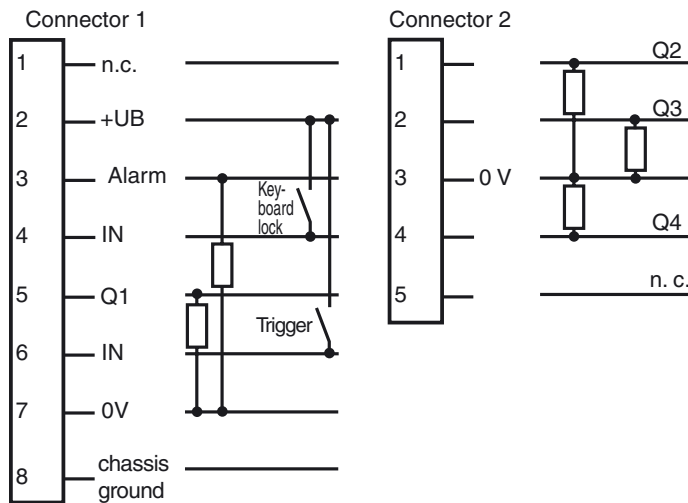 Connector 1
1 n.c.
2 +UB
3 Alarm
4 IN
5 Q1
6 IN
7 0V
8 chassis
ground
Key-
board
lock
Trigger
Connector 2
1 Q2
2 Q3
3 0 V
4 Q4
5 n. c.